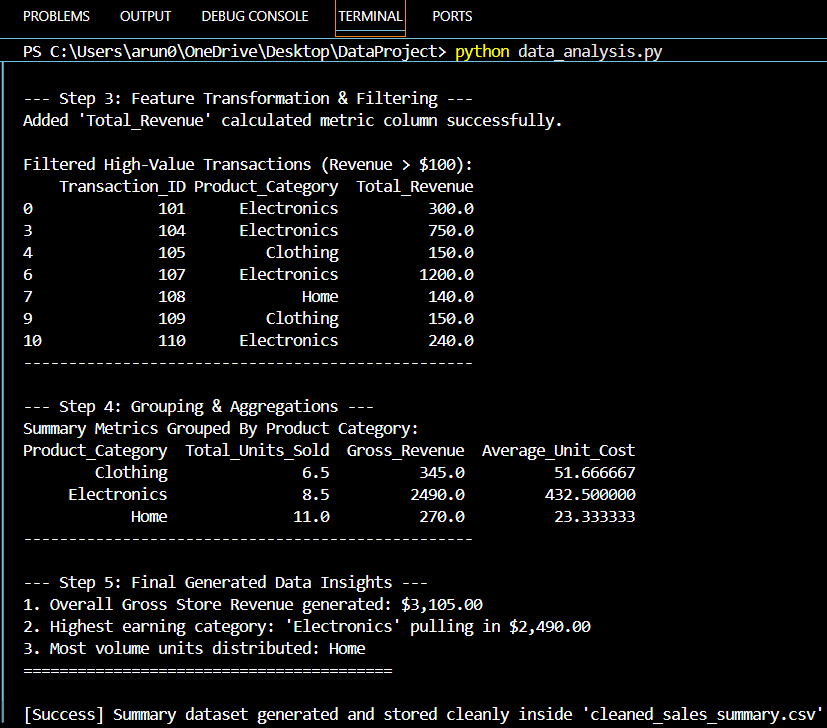 PROBLEMS OUTPUT DEBUG CONSOLE TERMINAL PORTS
PS C:\Users\arun0\OneDrive\Desktop\DataProject> python data_analysis.py
--- Step 3: Feature Transformation & Filtering ---
Added 'Total_Revenue' calculated metric column successfully.
Filtered High-Value Transactions (Revenue > $100):
Transaction_ID Product_Category Total_Revenue
0 101 Electronics 300.0
3 104 Electronics 750.0
4 105 Clothing 150.0
6 107 Electronics 1200.0
7 108 Home 140.0
9 109 Clothing 150.0
10 110 Electronics 240.0
--------------------------------------------------
--- Step 4: Grouping & Aggregations ---
Summary Metrics Grouped By Product Category:
Product_Category Total_Units_Sold Gross_Revenue Average_Unit_Cost
Clothing 6.5 345.0 51.666667
Electronics 8.5 2490.0 432.500000
Home 11.0 270.0 23.333333
--------------------------------------------------
--- Step 5: Final Generated Data Insights ---
1. Overall Gross Store Revenue generated: $3,105.00
2. Highest earning category: 'Electronics' pulling in $2,490.00
3. Most volume units distributed: Home
=========================================
[Success] Summary dataset generated and stored cleanly inside 'cleaned_sales_summary.csv'